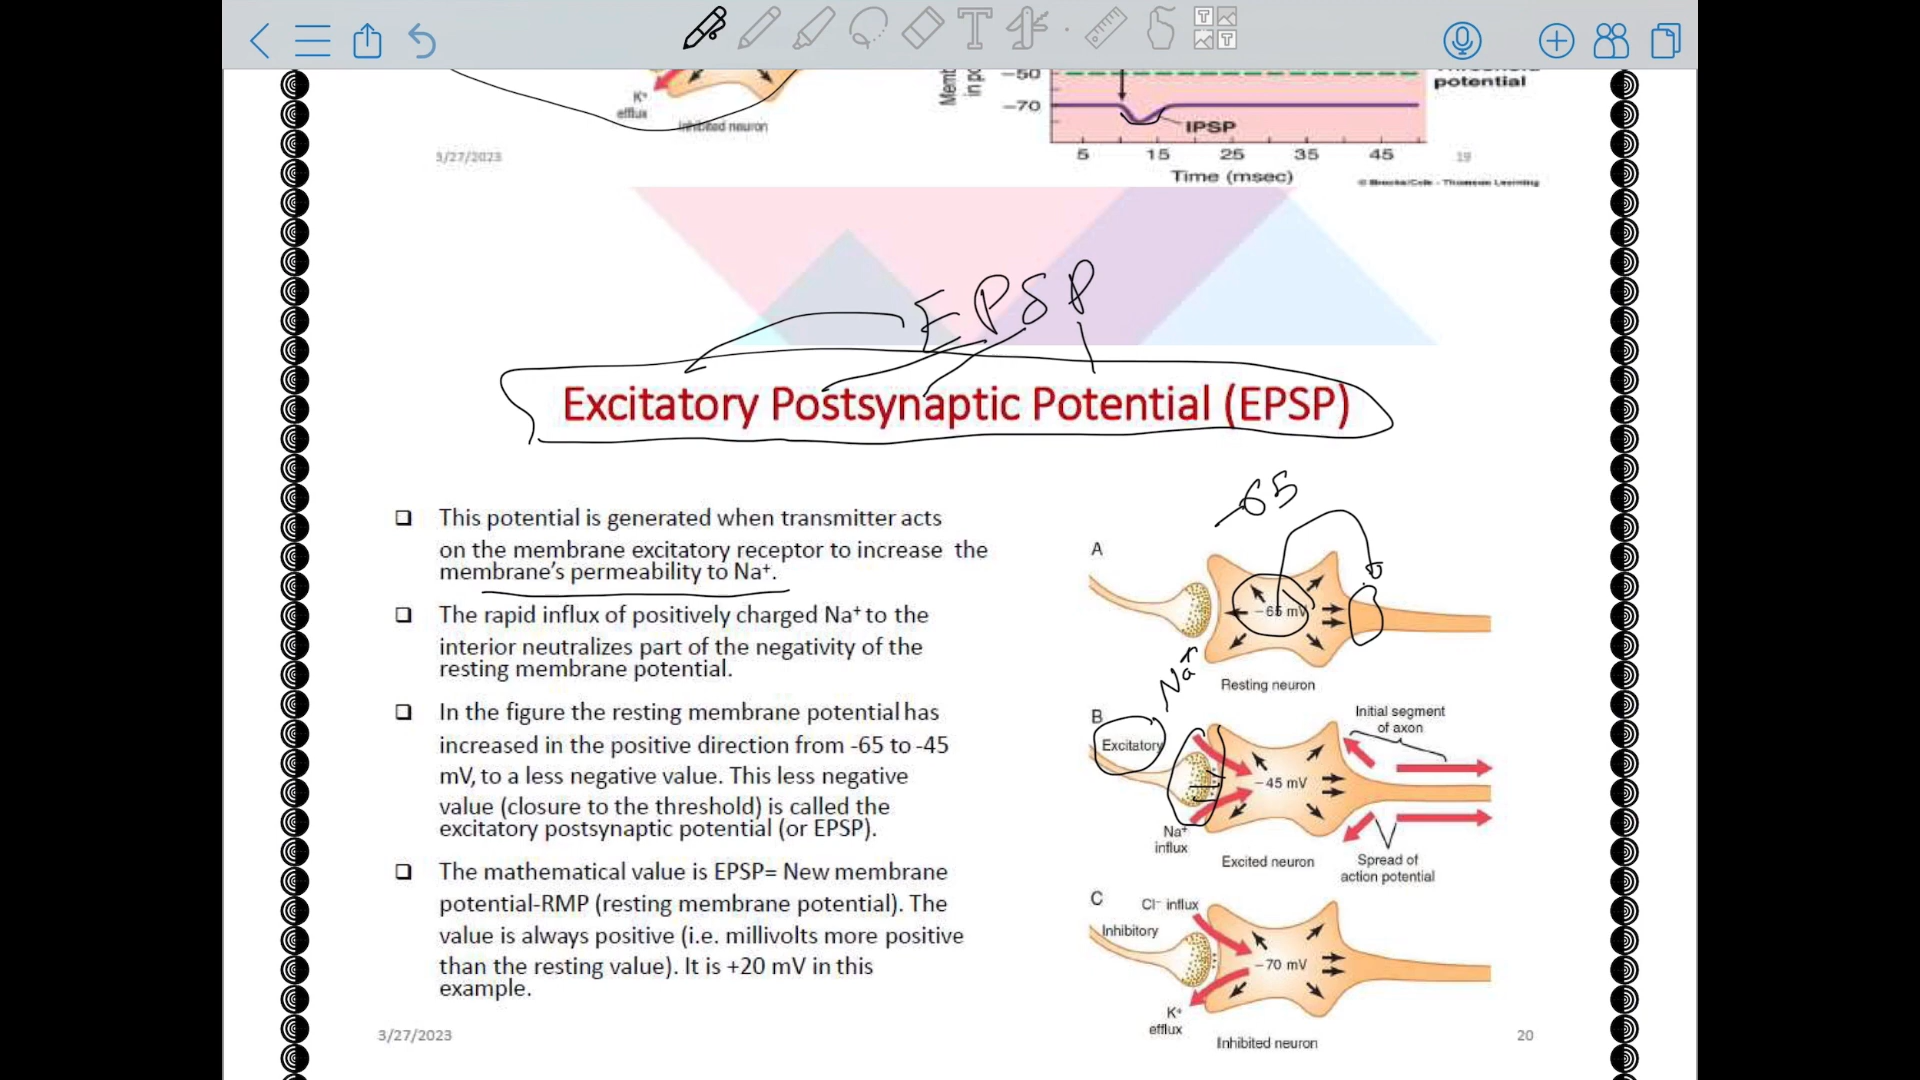 Memb
in po
−50
−70
potential
IPSP
5 15 25 35 45
Time (msec)
K+
efflux
Inhibited neuron
3/27/2023
19
© Brooks/Cole - Thomson Learning
EPSP
Excitatory Postsynaptic Potential (EPSP)
❑ This potential is generated when transmitter acts
on the membrane excitatory receptor to increase the
membrane's permeability to Na+.
❑ The rapid influx of positively charged Na+ to the
interior neutralizes part of the negativity of the
resting membrane potential.
❑ In the figure the resting membrane potential has
increased in the positive direction from -65 to -45
mV, to a less negative value. This less negative
value (closure to the threshold) is called the
excitatory postsynaptic potential (or EPSP).
❑ The mathematical value is EPSP= New membrane
potential-RMP (resting membrane potential). The
value is always positive (i.e. millivolts more positive
than the resting value). It is +20 mV in this
example.
-65
A
−65 mV
Resting neuron
Na+
B
Excitatory
Initial segment
of axon
−45 mV
Na+
influx
Excited neuron
Spread of
action potential
C
Cl− influx
Inhibitory
−70 mV
K+
efflux
Inhibited neuron
3/27/2023
20